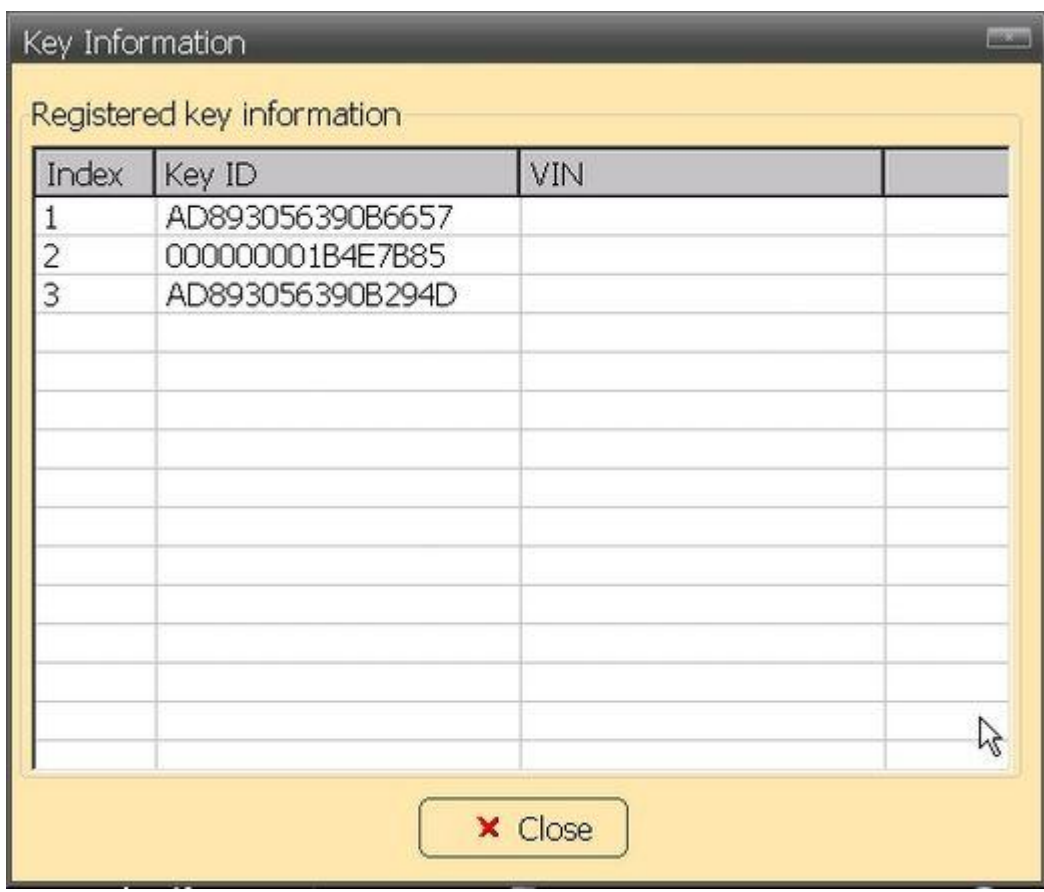 Key Information
Registered key information
Index Key ID VIN
1 AD893056390B6657
2 000000001B4E7B85
3 AD893056390B294D
Close